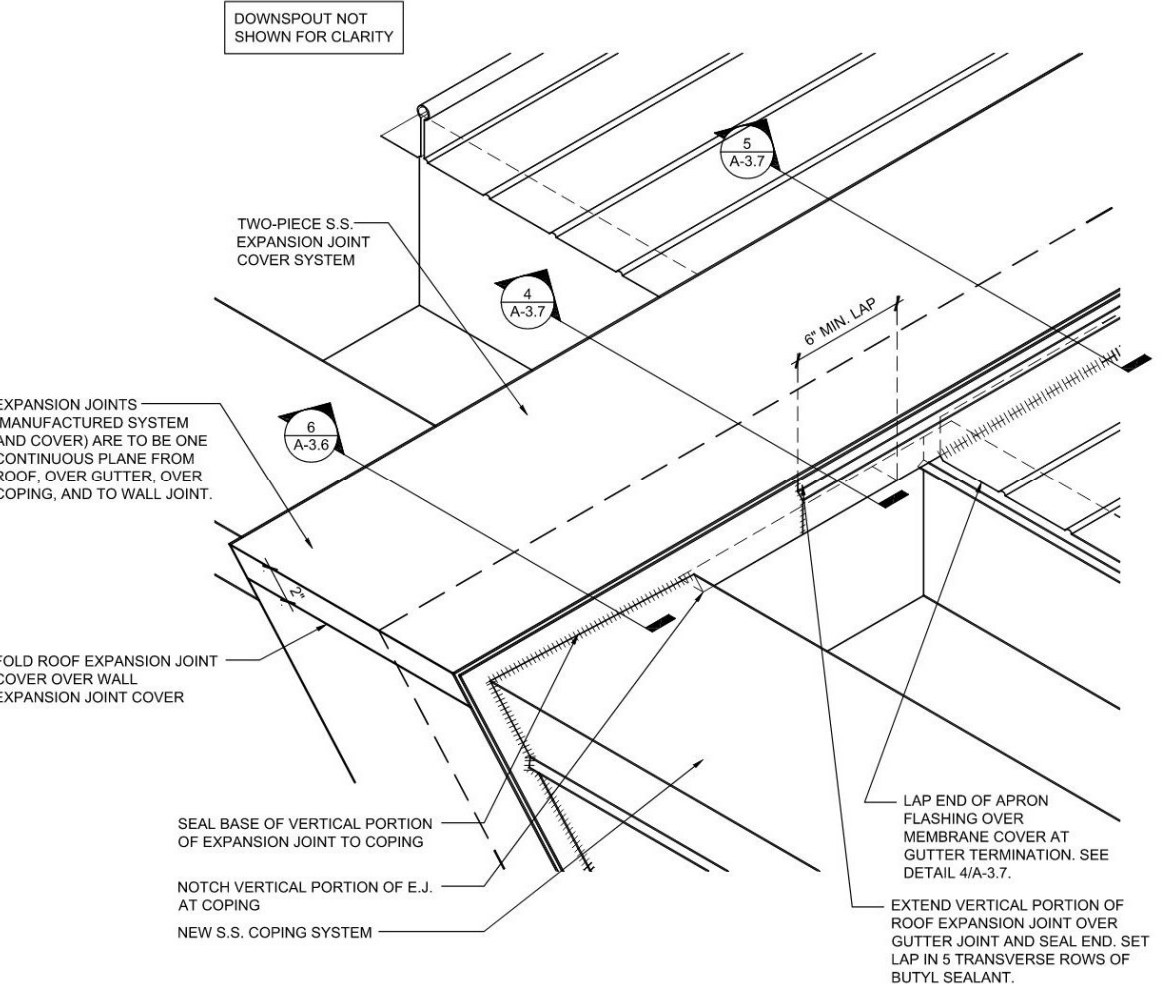 DOWNSPOUT NOT
SHOWN FOR CLARITY
5
A-3.7
TWO-PIECE S.S.
EXPANSION JOINT
COVER SYSTEM
4
A-3.7
6" MIN. LAP
6
A-3.6
EXPANSION JOINTS
MANUFACTURED SYSTEM
AND COVER) ARE TO BE ONE
CONTINUOUS PLANE FROM
ROOF, OVER GUTTER, OVER
COPING, AND TO WALL JOINT.
2"
FOLD ROOF EXPANSION JOINT
COVER OVER WALL
EXPANSION JOINT COVER
SEAL BASE OF VERTICAL PORTION
OF EXPANSION JOINT TO COPING
NOTCH VERTICAL PORTION OF E.J.
AT COPING
NEW S.S. COPING SYSTEM
LAP END OF APRON
FLASHING OVER
MEMBRANE COVER AT
GUTTER TERMINATION. SEE
DETAIL 4/A-3.7.
EXTEND VERTICAL PORTION OF
ROOF EXPANSION JOINT OVER
GUTTER JOINT AND SEAL END. SET
LAP IN 5 TRANSVERSE ROWS OF
BUTYL SEALANT.